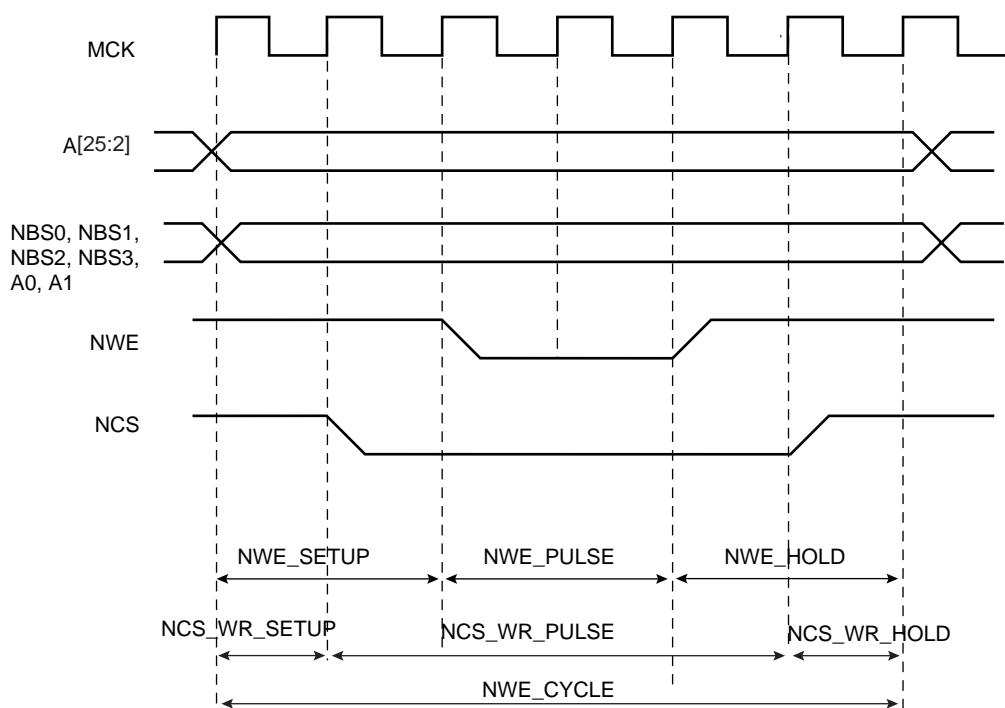 MCK
A[25:2]
NBS0, NBS1,
NBS2, NBS3,
A0, A1
NWE
NCS
NWE_SETUP
NWE_PULSE
NWE_HOLD
NCS_WR_SETUP
NCS_WR_PULSE
NCS_WR_HOLD
NWE_CYCLE